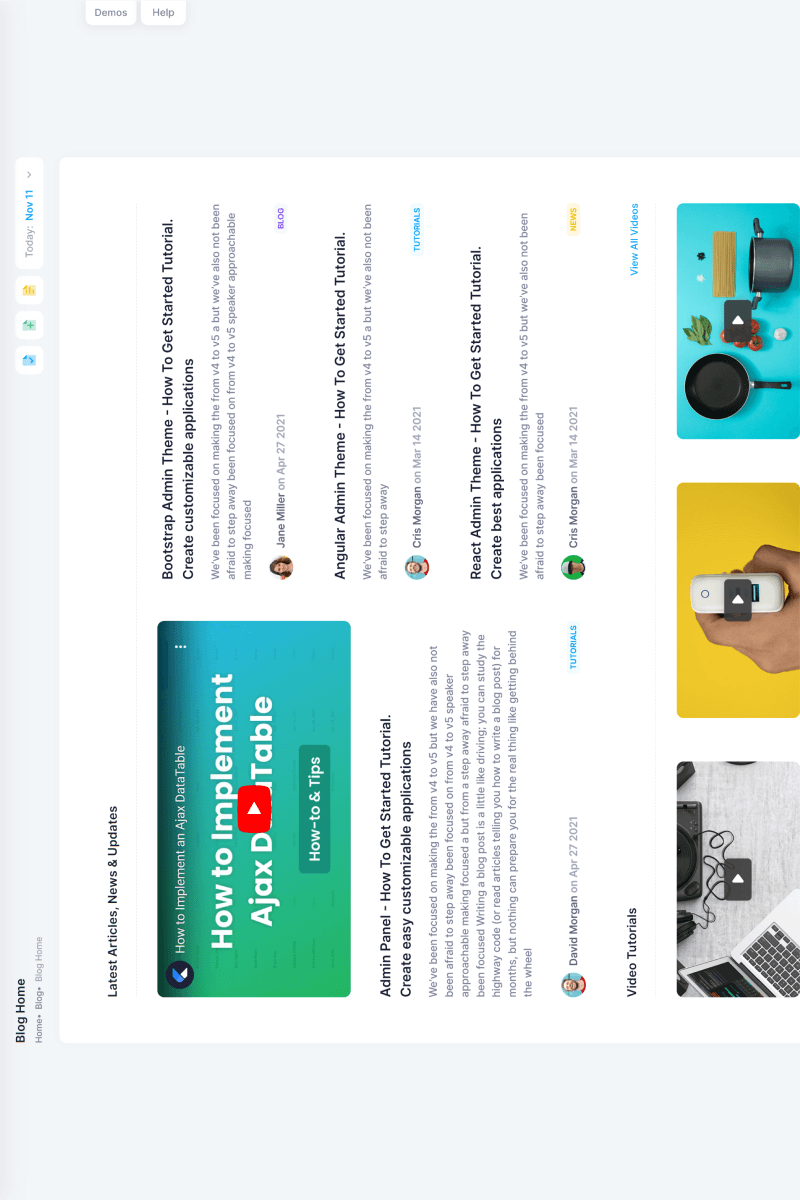 Blog Home
Home• Blog• Blog Home
Today: Nov 11
Demos
Help
Latest Articles, News & Updates
How to Implement an Ajax DataTable
How to Implement
Ajax DataTable
How-to & Tips
Admin Panel - How To Get Started Tutorial.
Create easy customizable applications
We've been focused on making the from v4 to v5 but we have also not
been afraid to step away been focused on from v4 to v5 speaker
approachable making focused a but from a step away afraid to step away
been focused Writing a blog post is a little like driving; you can study the
highway code (or read articles telling you how to write a blog post) for
months, but nothing can prepare you for the real thing like getting behind
the wheel
David Morgan on Apr 27 2021
TUTORIALS
Bootstrap Admin Theme - How To Get Started Tutorial.
Create customizable applications
We've been focused on making the from v4 to v5 a but we've also not been
afraid to step away been focused on from v4 to v5 speaker approachable
making focused
Jane Miller on Apr 27 2021
BLOG
Angular Admin Theme - How To Get Started Tutorial.
We've been focused on making the from v4 to v5 a but we've also not been
afraid to step away
Cris Morgan on Mar 14 2021
TUTORIALS
React Admin Theme - How To Get Started Tutorial.
Create best applications
We've been focused on making the from v4 to v5 but we've also not been
afraid to step away been focused
Cris Morgan on Mar 14 2021
NEWS
Video Tutorials
View All Videos